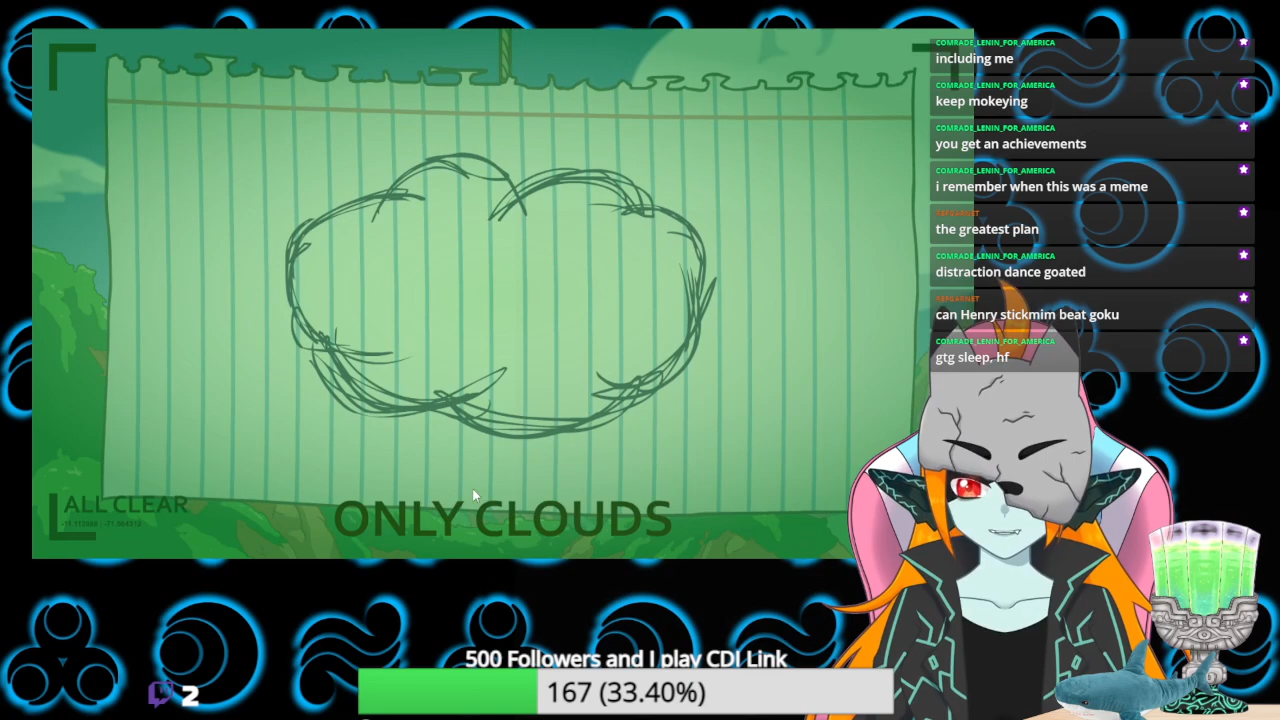 COMRADE_LENIN_FOR_AMERICA
including me
COMRADE_LENIN_FOR_AMERICA
keep mokeying
COMRADE_LENIN_FOR_AMERICA
you get an achievements
COMRADE_LENIN_FOR_AMERICA
i remember when this was a meme
the greatest plan
COMRADE_LENIN_FOR_AMERICA
distraction dance goated
can Henry stickmim beat goku
COMRADE_LENIN_FOR_AMERICA
gtg sleep, hf
ALL CLEAR
ONLY CLOUDS
500 Followers and I play CDI Link
167 (33.40%)
2